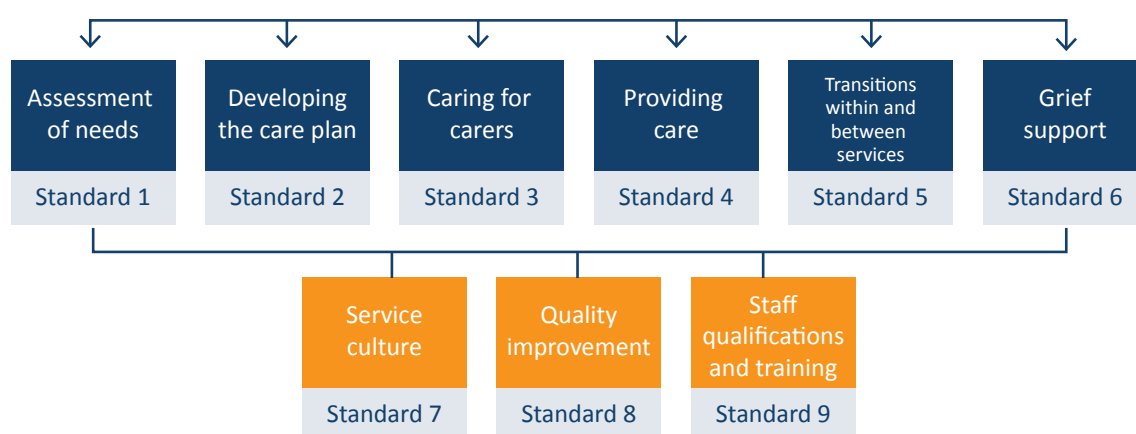 Assessment
of needs
Standard 1
Developing
the care plan
Standard 2
Caring for
carers
Standard 3
Providing
care
Standard 4
Transitions
within and
between
services
Standard 5
Grief
support
Standard 6
Service
culture
Standard 7
Quality
improvement
Standard 8
Staff
qualifications
and training
Standard 9